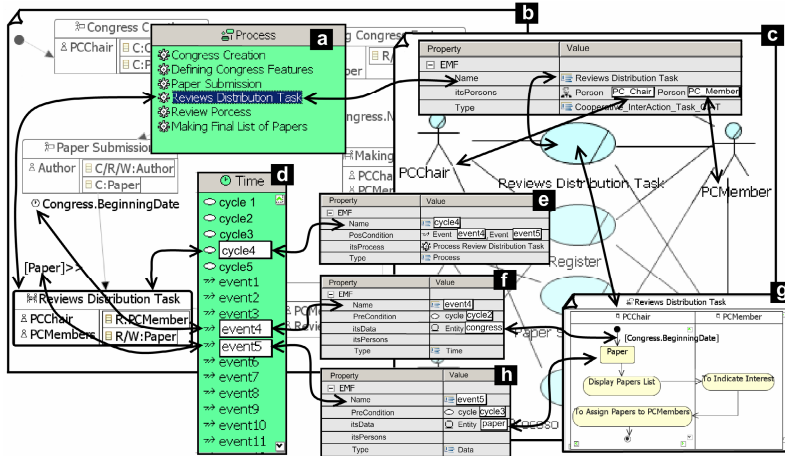 b
Congress Cr
Process
a
c
PCChair
C:C
C:P
Congress Creation
Defining Congress Features
Paper Submission
Reviews Distribution Task
Review Porcess
Making Final List of Papers
Property
Value
EMF
Name
Reviews Distribution Task
itsPersons
Person PC_Chair Person PC_Member
Type
Cooperative_InterAction_Task_CIAT
Paper Submission
Author
C/R/W:Author
C:Paper
Congress.BeginningDate
Making
PCChair
PCMem
PCChair
Reviews Distribution Task
PCMember
Time
d
cycle 1
cycle2
cycle3
cycle4
cycle5
event1
event2
event3
event4
event5
event6
event7
event8
event9
event10
event11
Property
Value
e
EMF
Name
cycle4
PosCondition
Event event4, Event event5
itsProcess
Process Review Distribution Task
Type
Process
Register
[Paper]>>
Reviews Distribution Task
PCChair
R:PCMember
PCMembers
R/W:Paper
Property
Value
f
EMF
Name
event4
PreCondition
cycle cycle2
itsData
Entity congress
itsPersons
Type
Time
Paper S
Property
Value
h
EMF
Name
event5
PreCondition
cycle cycle3
itsData
Entity paper
itsPersons
Type
Data
Reviews Distribution Task
g
PCChair
PCMember
[Congress.BeginningDate]
Paper
Display Papers List
To Indicate Interest
To Assign Papers to PCMembers